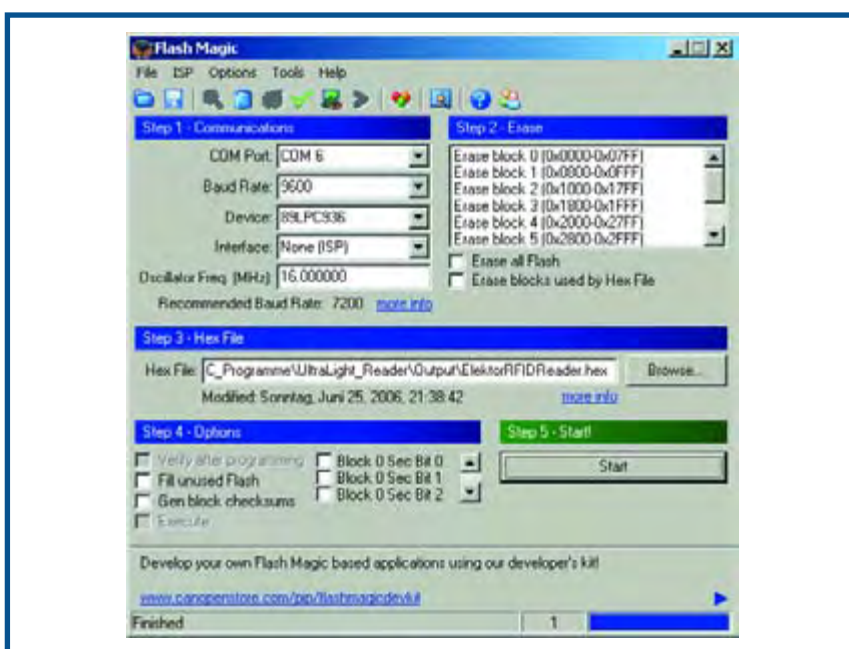 Flash Magic
File ISP Options Tools Help
Step 1 - Communications
COM Port: COM 6
Baud Rate: 9600
Device: 89LPC936
Interface: None (ISP)
Oscillator Freq. (MHz): 16.000000
Recommended Baud Rate: 7200 more info
Step 2 - Erase
Erase block 0 (0x0000-0x07FF)
Erase block 1 (0x0800-0x0FFF)
Erase block 2 (0x1000-0x17FF)
Erase block 3 (0x1800-0x1FFF)
Erase block 4 (0x2000-0x27FF)
Erase block 5 (0x2800-0x2FFF)
Erase all Flash
Erase blocks used by Hex File
Step 3 - Hex File
Hex File: C_Programme\UltraLight_Reader\Output\ElektorRFIDReader.hex Browse...
Modified: Sonntag, Juni 25, 2006, 21:38:42 more info
Step 4 - Options
Verify after programming
Fill unused Flash
Gen block checksums
Execute
Block 0 Sec Bit 0
Block 0 Sec Bit 1
Block 0 Sec Bit 2
Step 5 - Start!
Start
Develop your own Flash Magic based applications using our developer's kit!
www.canopenstore.com/pip/flashmagicdevkit
Finished 1